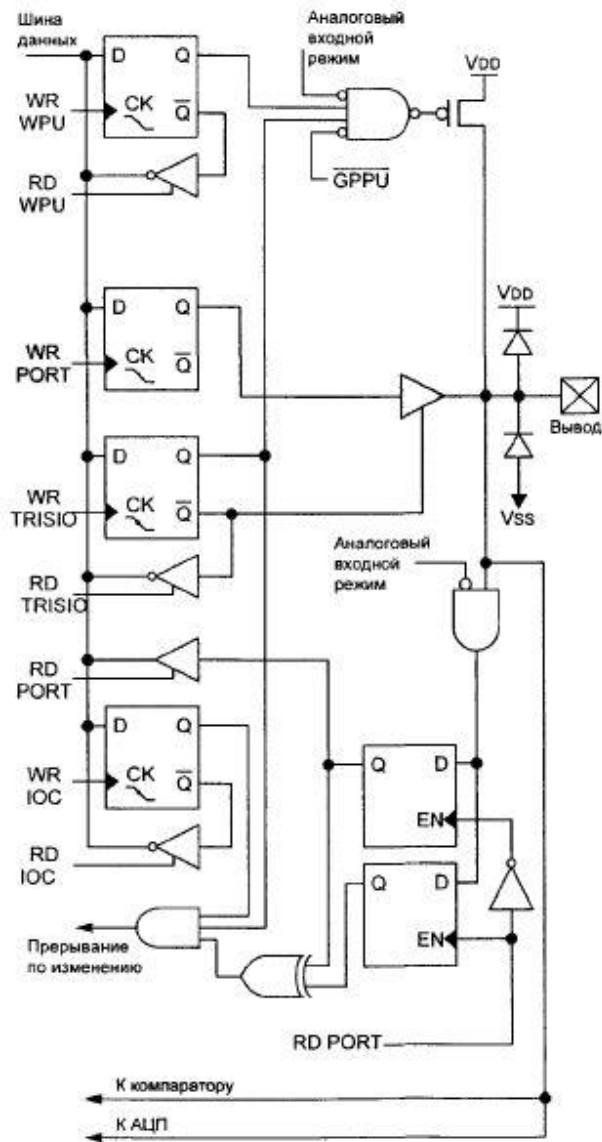 Шина
данных
Аналоговый
входной
режим
VDD
D Q
WR
WPU
CK
Q
RD
WPU
GPPU
D Q
VDD
WR
PORT
CK
Q
Вывод
D Q
VSS
WR
TRISIO
CK
Q
Аналоговый
входной
режим
RD
TRISIO
RD
PORT
D Q
Q D
WR
IOC
CK
Q
EN
RD
IOC
Q D
EN
Прерывание
по изменению
RD PORT
К компаратору
К АЦП